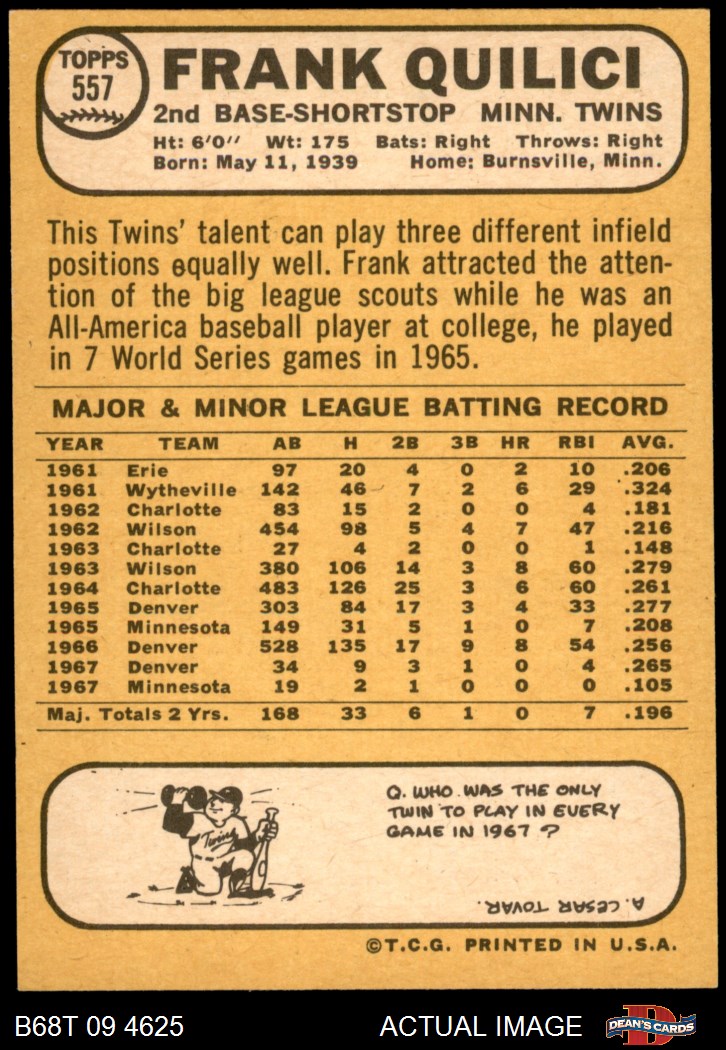 TOPPS
557
FRANK QUILICI
2nd BASE-SHORTSTOP MINN. TWINS
Ht: 6'0'' Wt: 175 Bats: Right Throws: Right
Born: May 11, 1939 Home: Burnsville, Minn.
This Twins' talent can play three different infield
positions equally well. Frank attracted the atten-
tion of the big league scouts while he was an
All-America baseball player at college, he played
in 7 World Series games in 1965.
MAJOR & MINOR LEAGUE BATTING RECORD
YEAR TEAM AB H 2B 3B HR RBI AVG.
1961 Erie 97 20 4 0 2 10 .206
1961 Wytheville 142 46 7 2 6 29 .324
1962 Charlotte 83 15 2 0 0 4 .181
1962 Wilson 454 98 5 4 7 47 .216
1963 Charlotte 27 4 2 0 0 1 .148
1963 Wilson 380 106 14 3 8 60 .279
1964 Charlotte 483 126 25 3 6 60 .261
1965 Denver 303 84 17 3 4 33 .277
1965 Minnesota 149 31 5 1 0 7 .208
1966 Denver 528 135 17 9 8 54 .256
1967 Denver 34 9 3 1 0 4 .265
1967 Minnesota 19 2 1 0 0 0 .105
Maj. Totals 2 Yrs. 168 33 6 1 0 7 .196
Twins
Q. WHO WAS THE ONLY
TWIN TO PLAY IN EVERY
GAME IN 1967 ?
A. CESAR TOVAR.
©T.C.G. PRINTED IN U.S.A.
B68T 09 4625 ACTUAL IMAGE
D
DEAN'S CARDS